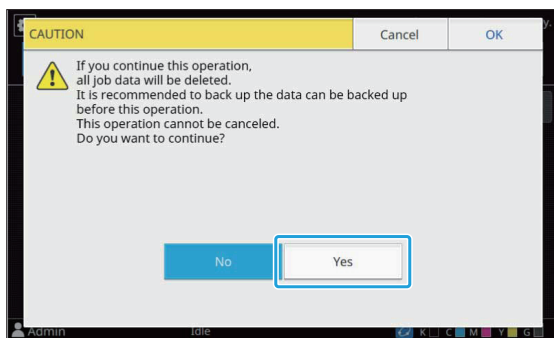 CAUTION
Cancel
OK
If you continue this operation,
all job data will be deleted.
It is recommended to back up the data can be backed up
before this operation.
This operation cannot be canceled.
Do you want to continue?
No
Yes
Admin
Idle
K C M Y G